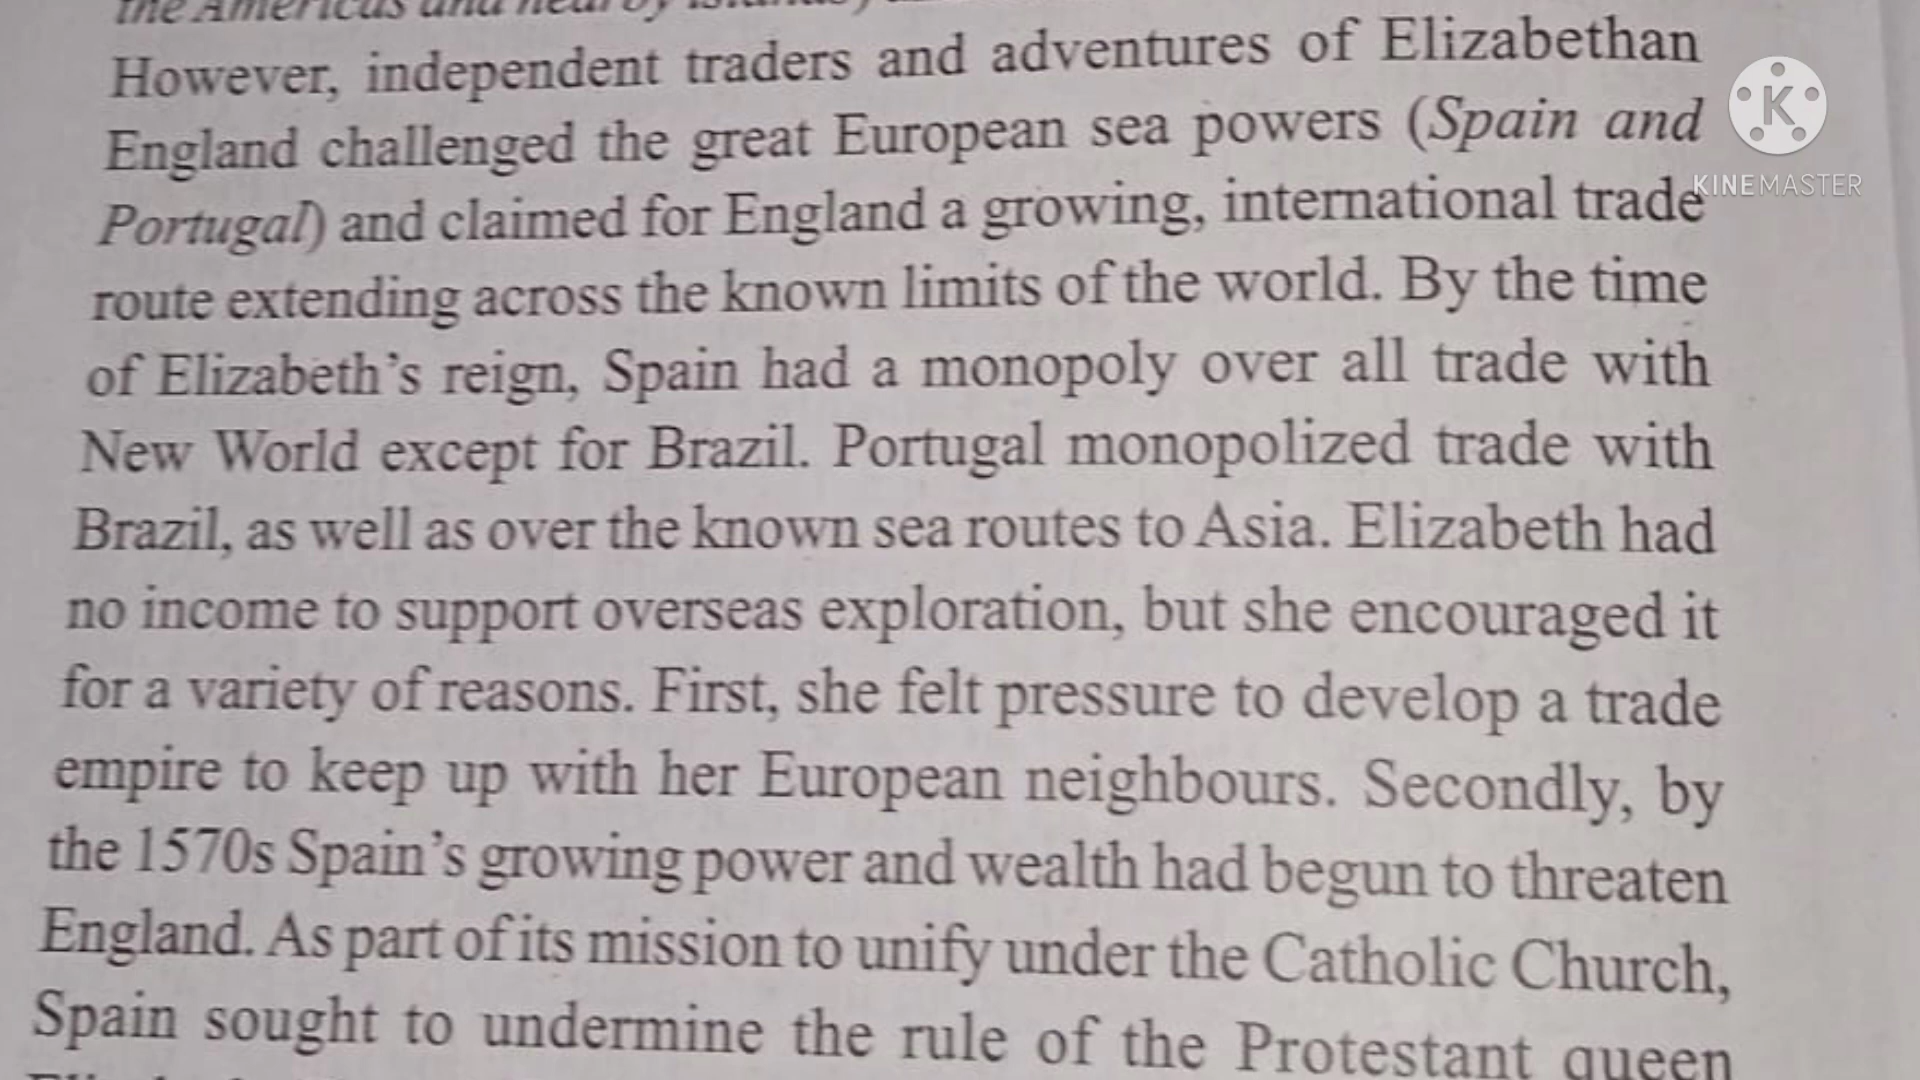 the Americas and nearby islands)
However, independent traders and adventures of Elizabethan
England challenged the great European sea powers (Spain and
Portugal) and claimed for England a growing, international trade
route extending across the known limits of the world. By the time
of Elizabeth's reign, Spain had a monopoly over all trade with
New World except for Brazil. Portugal monopolized trade with
Brazil, as well as over the known sea routes to Asia. Elizabeth had
no income to support overseas exploration, but she encouraged it
for a variety of reasons. First, she felt pressure to develop a trade
empire to keep up with her European neighbours. Secondly, by
the 1570s Spain's growing power and wealth had begun to threaten
England. As part of its mission to unify under the Catholic Church,
Spain sought to undermine the rule of the Protestant queen
K
KINEMASTER